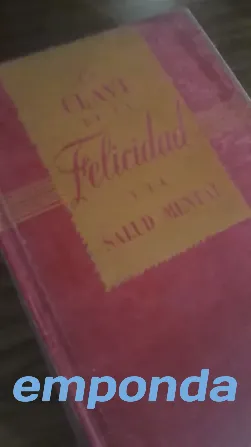 CLAVE
DE LA
Felicidad
Y LA
SALUD MENTAL
emponda